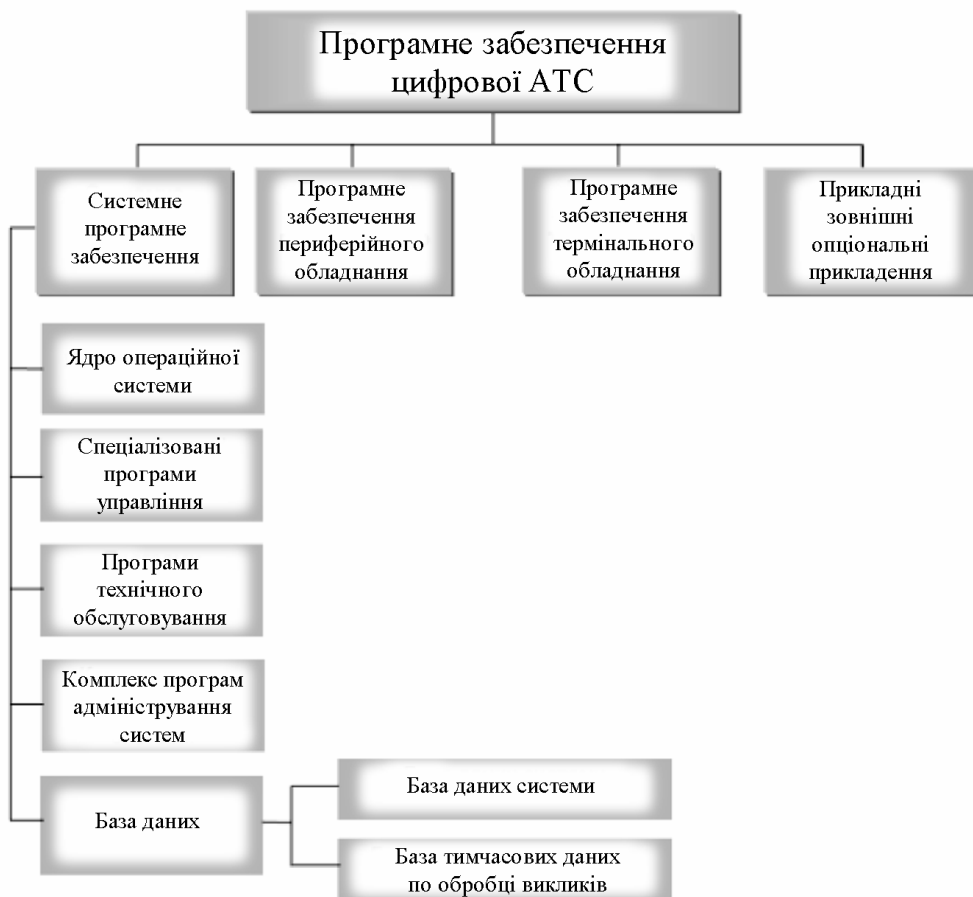 Програмне забезпечення
цифрової АТС
Системне
програмне
забезпечення
Програмне
забезпечення
периферійного
обладнання
Програмне
забезпечення
термінального
обладнання
Прикладні
зовнішні
опціональні
прикладення
Ядро операційної
системи
Спеціалізовані
програми
управління
Програми
технічного
обслуговування
Комплекс програм
адміністрування
систем
База даних
База даних системи
База тимчасових даних
по обробці викликів